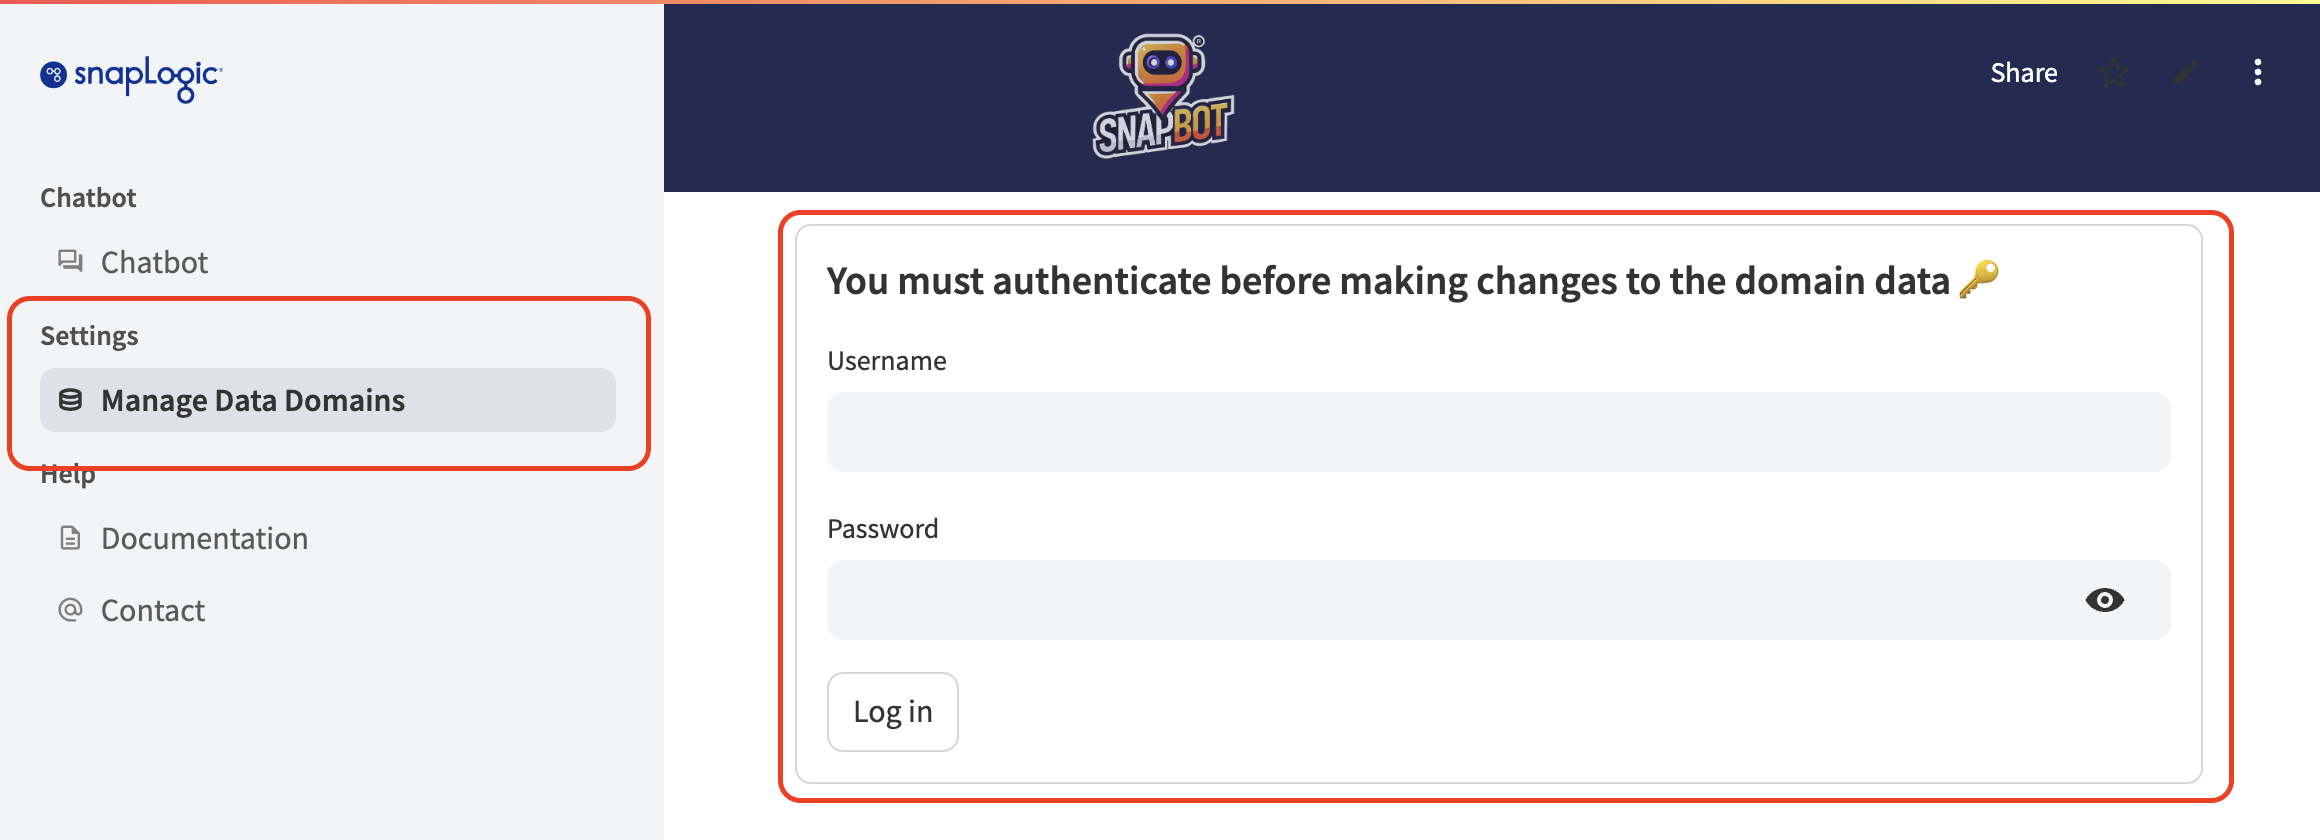 snapLogic
Chatbot
Chatbot
Settings
Manage Data Domains
Help
Documentation
Contact
SNAPBOT
®
Share
You must authenticate before making changes to the domain data
Username
Password
Log in